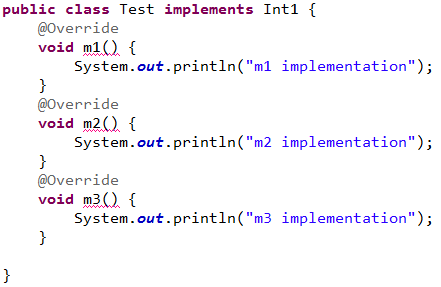 public class Test implements Int1 {
    @Override
    void m1() {
        System.out.println("m1 implementation");
    }
    @Override
    void m2() {
        System.out.println("m2 implementation");
    }
    @Override
    void m3() {
        System.out.println("m3 implementation");
    }
}